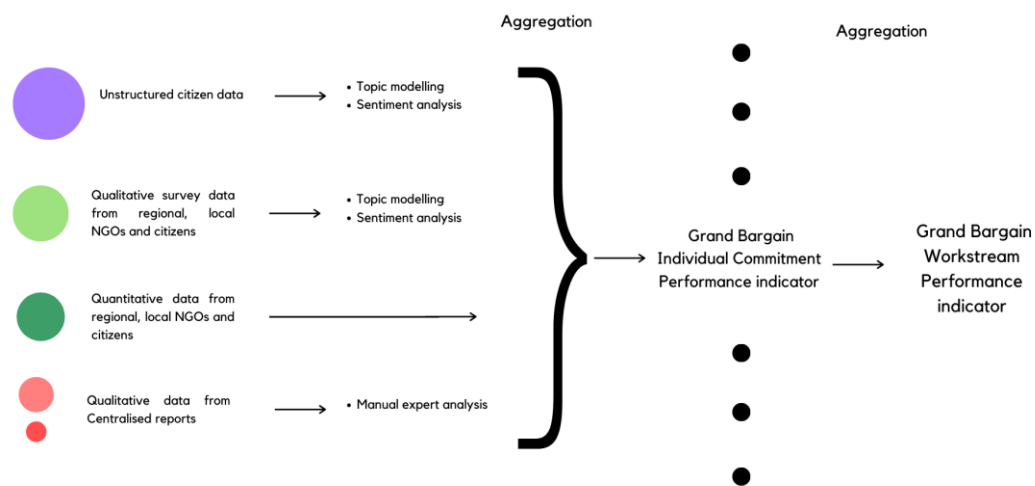 Aggregation
Aggregation
Unstructured citizen data
• Topic modelling
• Sentiment analysis
Qualitative survey data
from regional, local
NGOs and citizens
• Topic modelling
• Sentiment analysis
Grand Bargain
Individual Commitment
Performance indicator
Grand Bargain
Workstream
Performance
indicator
Quantitative data from
regional, local NGOs and
citizens
Qualitative data from
Centralised reports
• Manual expert analysis